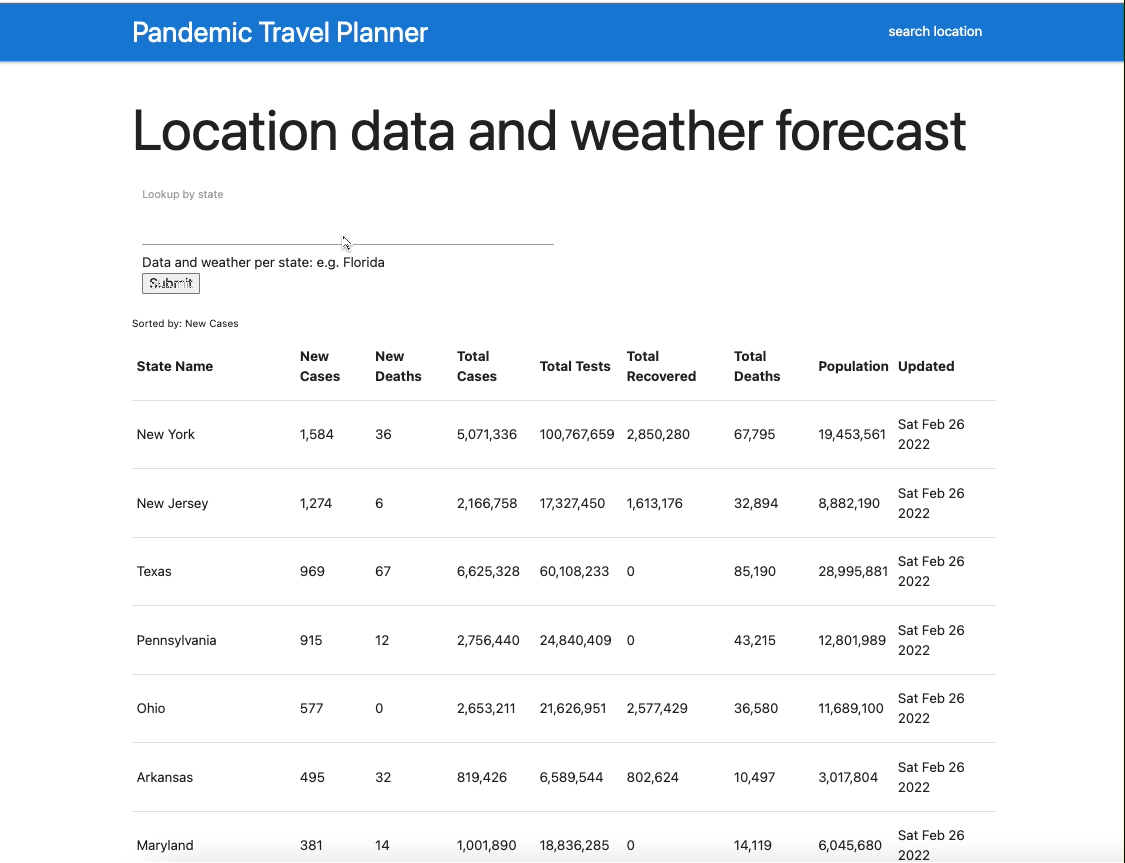 Pandemic Travel Planner
search location
Location data and weather forecast
Lookup by state
Data and weather per state: e.g. Florida
Submit
Sorted by: New Cases
State Name New Cases New Deaths Total Cases Total Tests Total Recovered Total Deaths Population Updated
New York 1,584 36 5,071,336 100,767,659 2,850,280 67,795 19,453,561 Sat Feb 26 2022
New Jersey 1,274 6 2,166,758 17,327,450 1,613,176 32,894 8,882,190 Sat Feb 26 2022
Texas 969 67 6,625,328 60,108,233 0 85,190 28,995,881 Sat Feb 26 2022
Pennsylvania 915 12 2,756,440 24,840,409 0 43,215 12,801,989 Sat Feb 26 2022
Ohio 577 0 2,653,211 21,626,951 2,577,429 36,580 11,689,100 Sat Feb 26 2022
Arkansas 495 32 819,426 6,589,544 802,624 10,497 3,017,804 Sat Feb 26 2022
Maryland 381 14 1,001,890 18,836,285 0 14,119 6,045,680 Sat Feb 26 2022